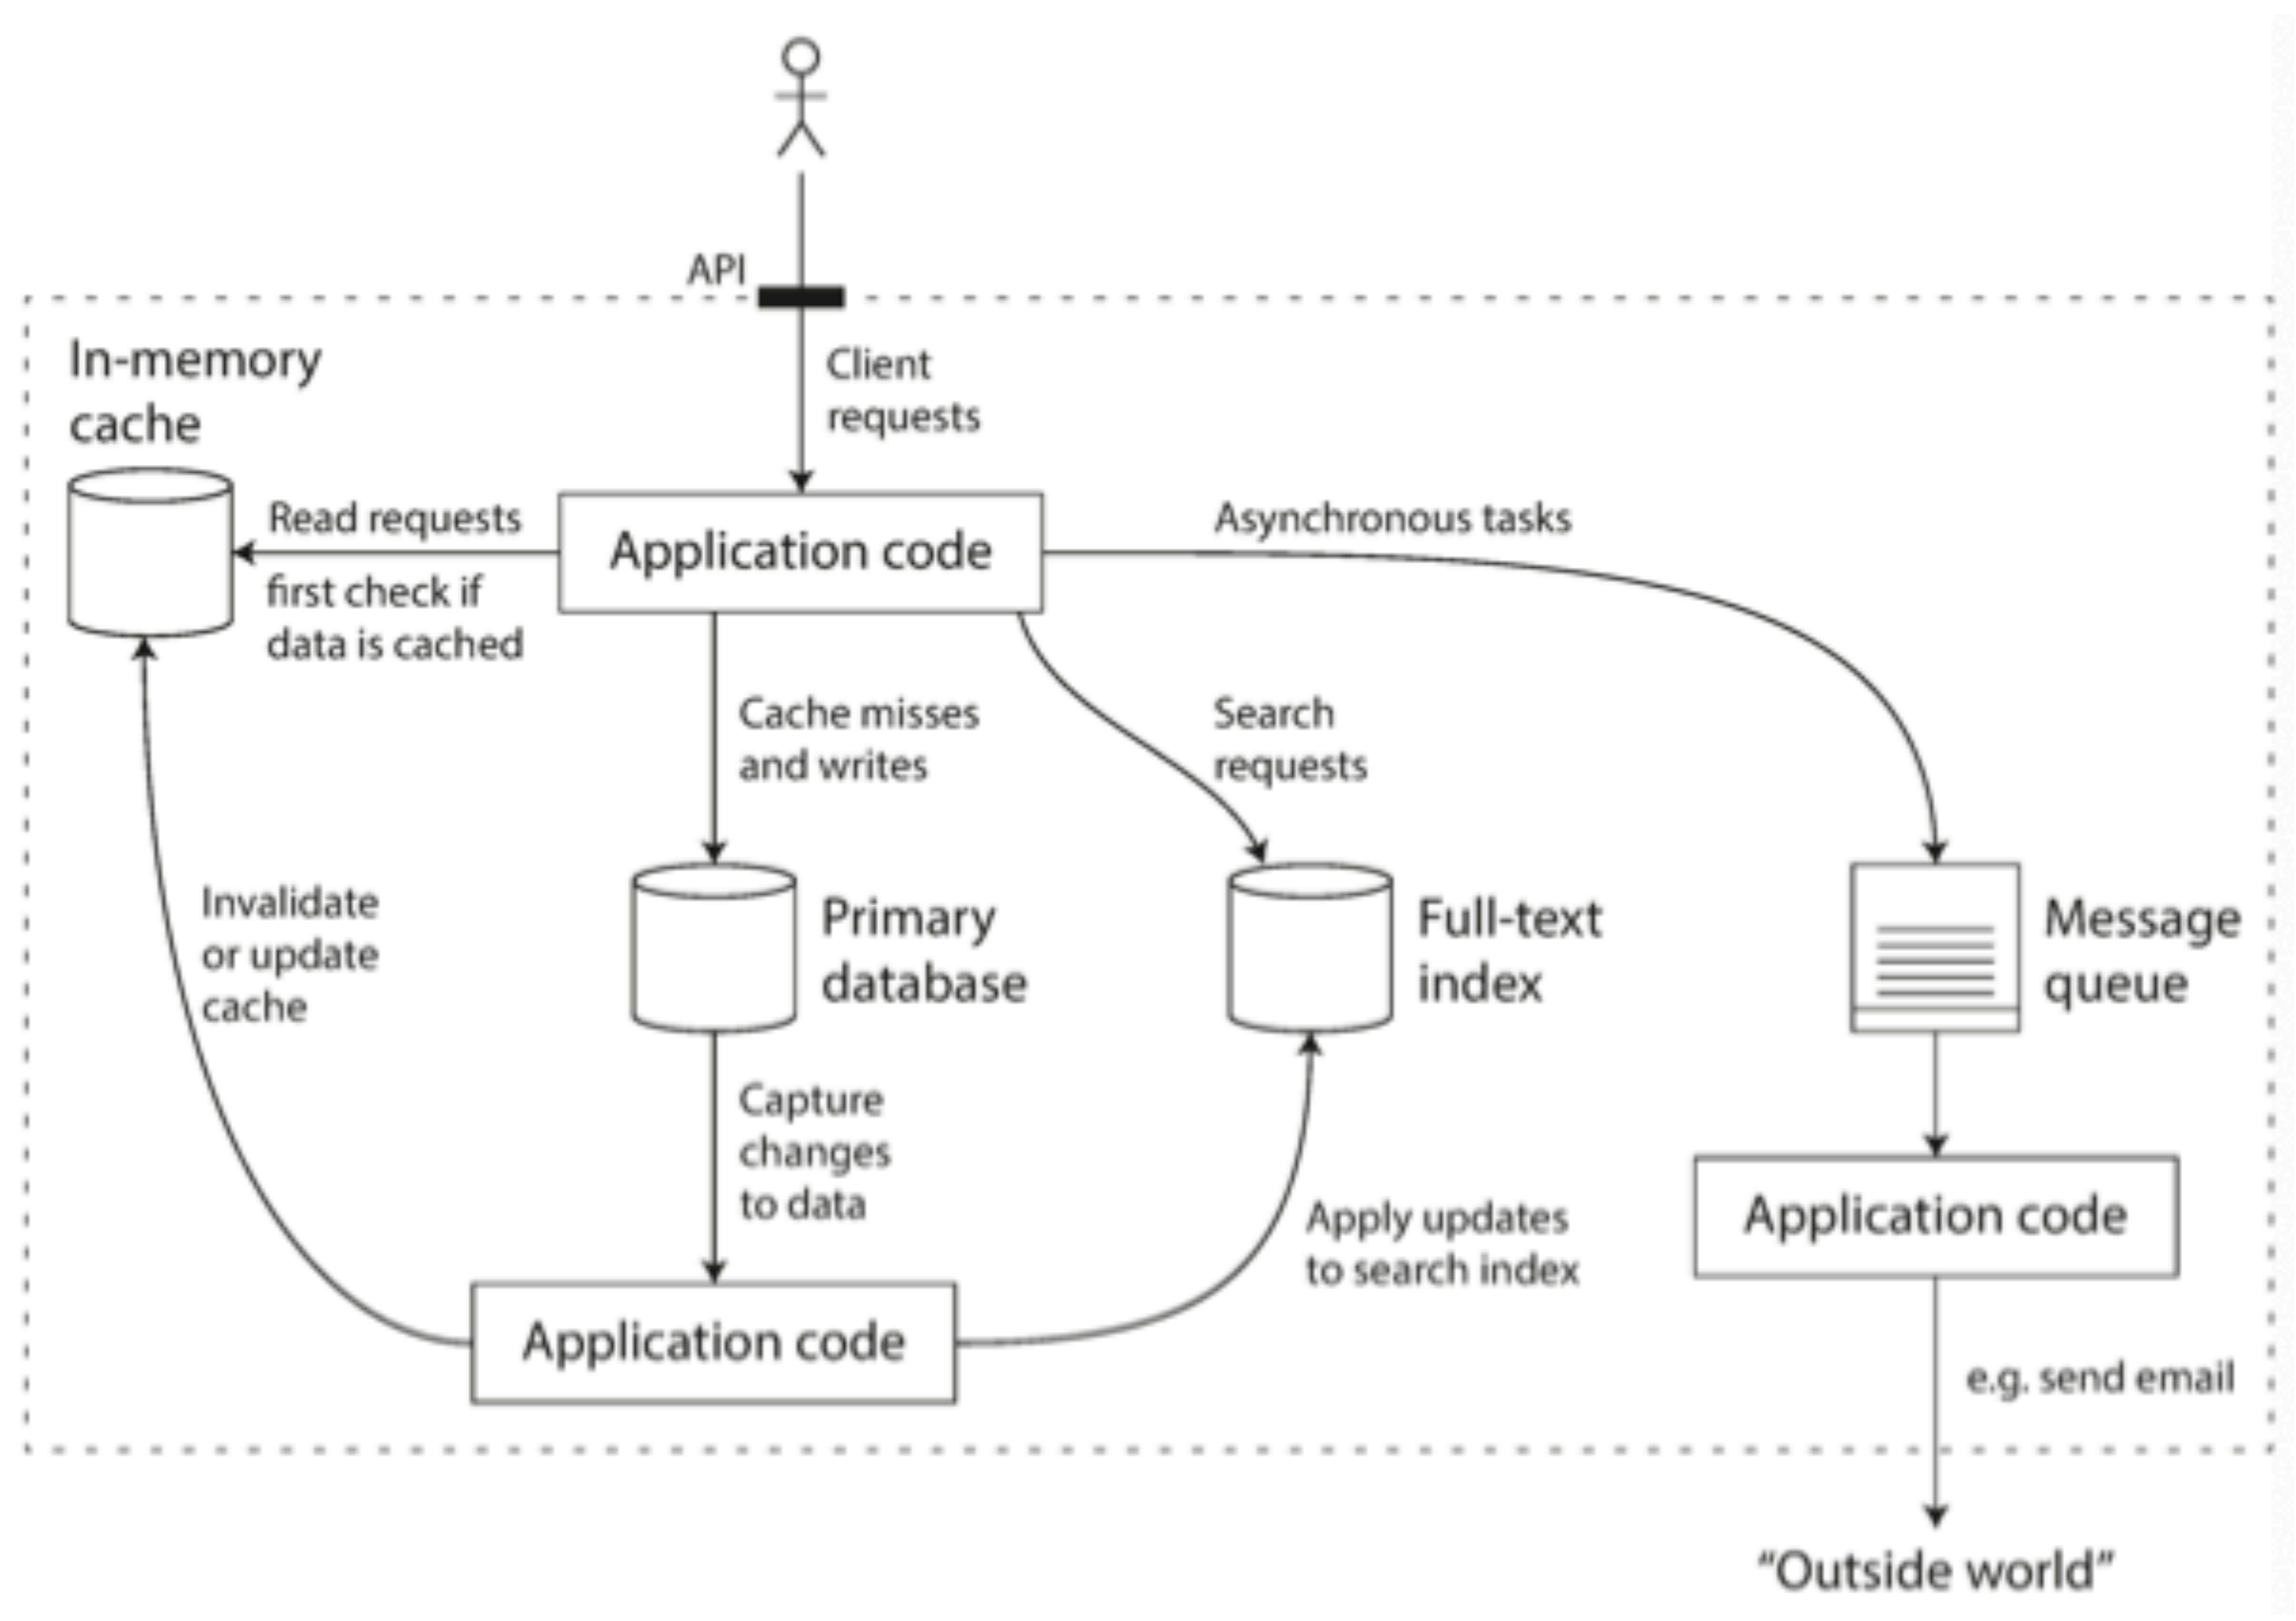 API
Client
requests
In-memory
cache
Read requests
first check if
data is cached
Application code
Asynchronous tasks
Cache misses
and writes
Search
requests
Invalidate
or update
cache
Primary
database
Full-text
index
Message
queue
Capture
changes
to data
Apply updates
to search index
Application code
Application code
e.g. send email
“Outside world”